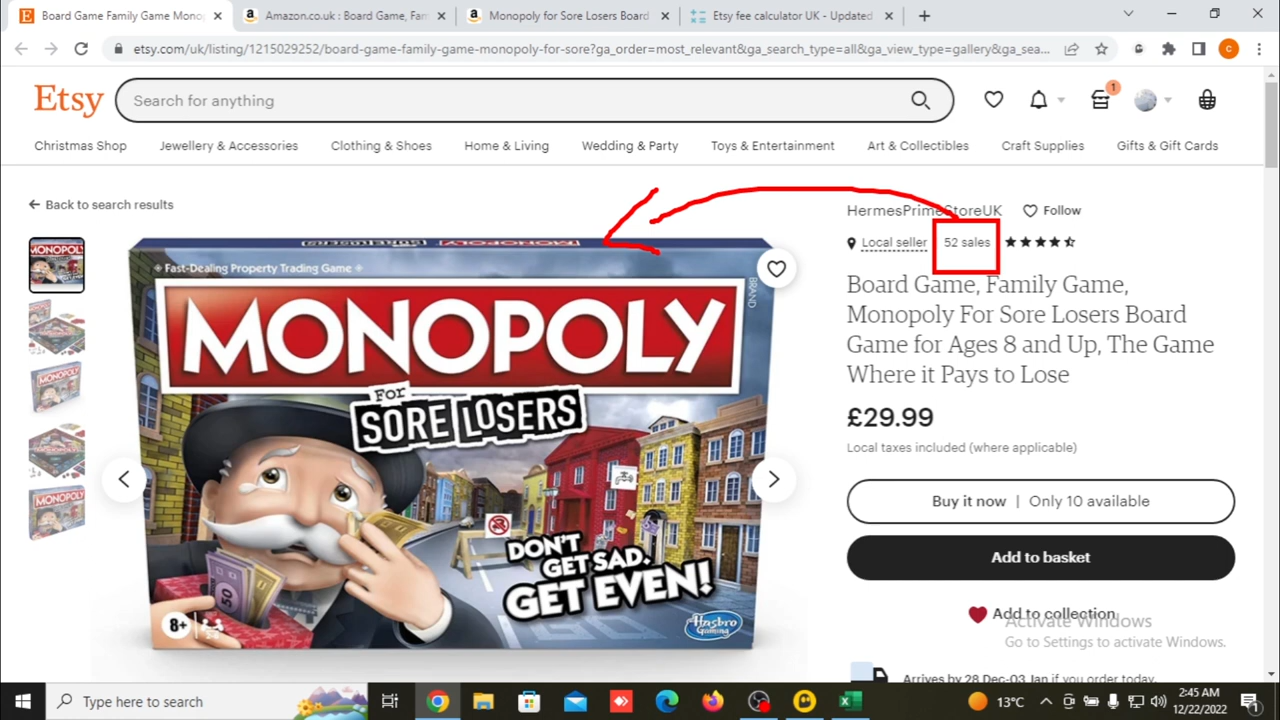 Board Game Family Game Mono
Amazon.co.uk : Board Game, Fam
Monopoly for Sore Losers Board
Etsy fee calculator UK - Updated
etsy.com/uk/listing/1215029252/board-game-family-game-monopoly-for-sore?ga_order=most_relevant&ga_search_type=all&ga_view_type=gallery&ga_sea...
C
Etsy
Search for anything
1
Christmas Shop
Jewellery & Accessories
Clothing & Shoes
Home & Living
Wedding & Party
Toys & Entertainment
Art & Collectibles
Craft Supplies
Gifts & Gift Cards
Back to search results
HermesPrimeStoreUK
Follow
Local seller
52 sales
Board Game, Family Game,
Monopoly For Sore Losers Board
Game for Ages 8 and Up, The Game
Where it Pays to Lose
£29.99
Local taxes included (where applicable)
Buy it now | Only 10 available
Add to basket
Add to collection
Arrives by 28 Dec-03 Jan if you order today.
MONOPOLY
Fast-Dealing Property Trading Game
BRAND
MONOPOLY
For
SORE LOSERS
DON'T
GET SAD.
GET EVEN!
50
8+
Hasbro
Gaming
Activate Windows
Go to Settings to activate Windows.
Type here to search
13°C
2:45 AM
12/22/2022
1